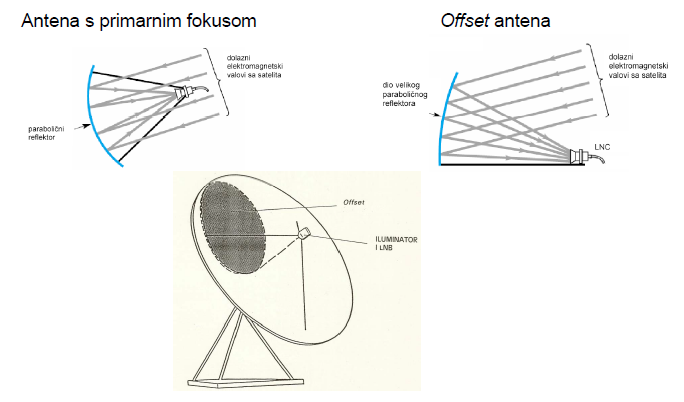 Antena s primarnim fokusom
Offset antena
dolazni
elektromagnetski
valovi sa satelita
parabolični
reflektor
dio velikog
paraboličnog
reflektora
dolazni
elektromagnetski
valovi sa satelita
LNC
Offset
ILUMINATOR
I LNB